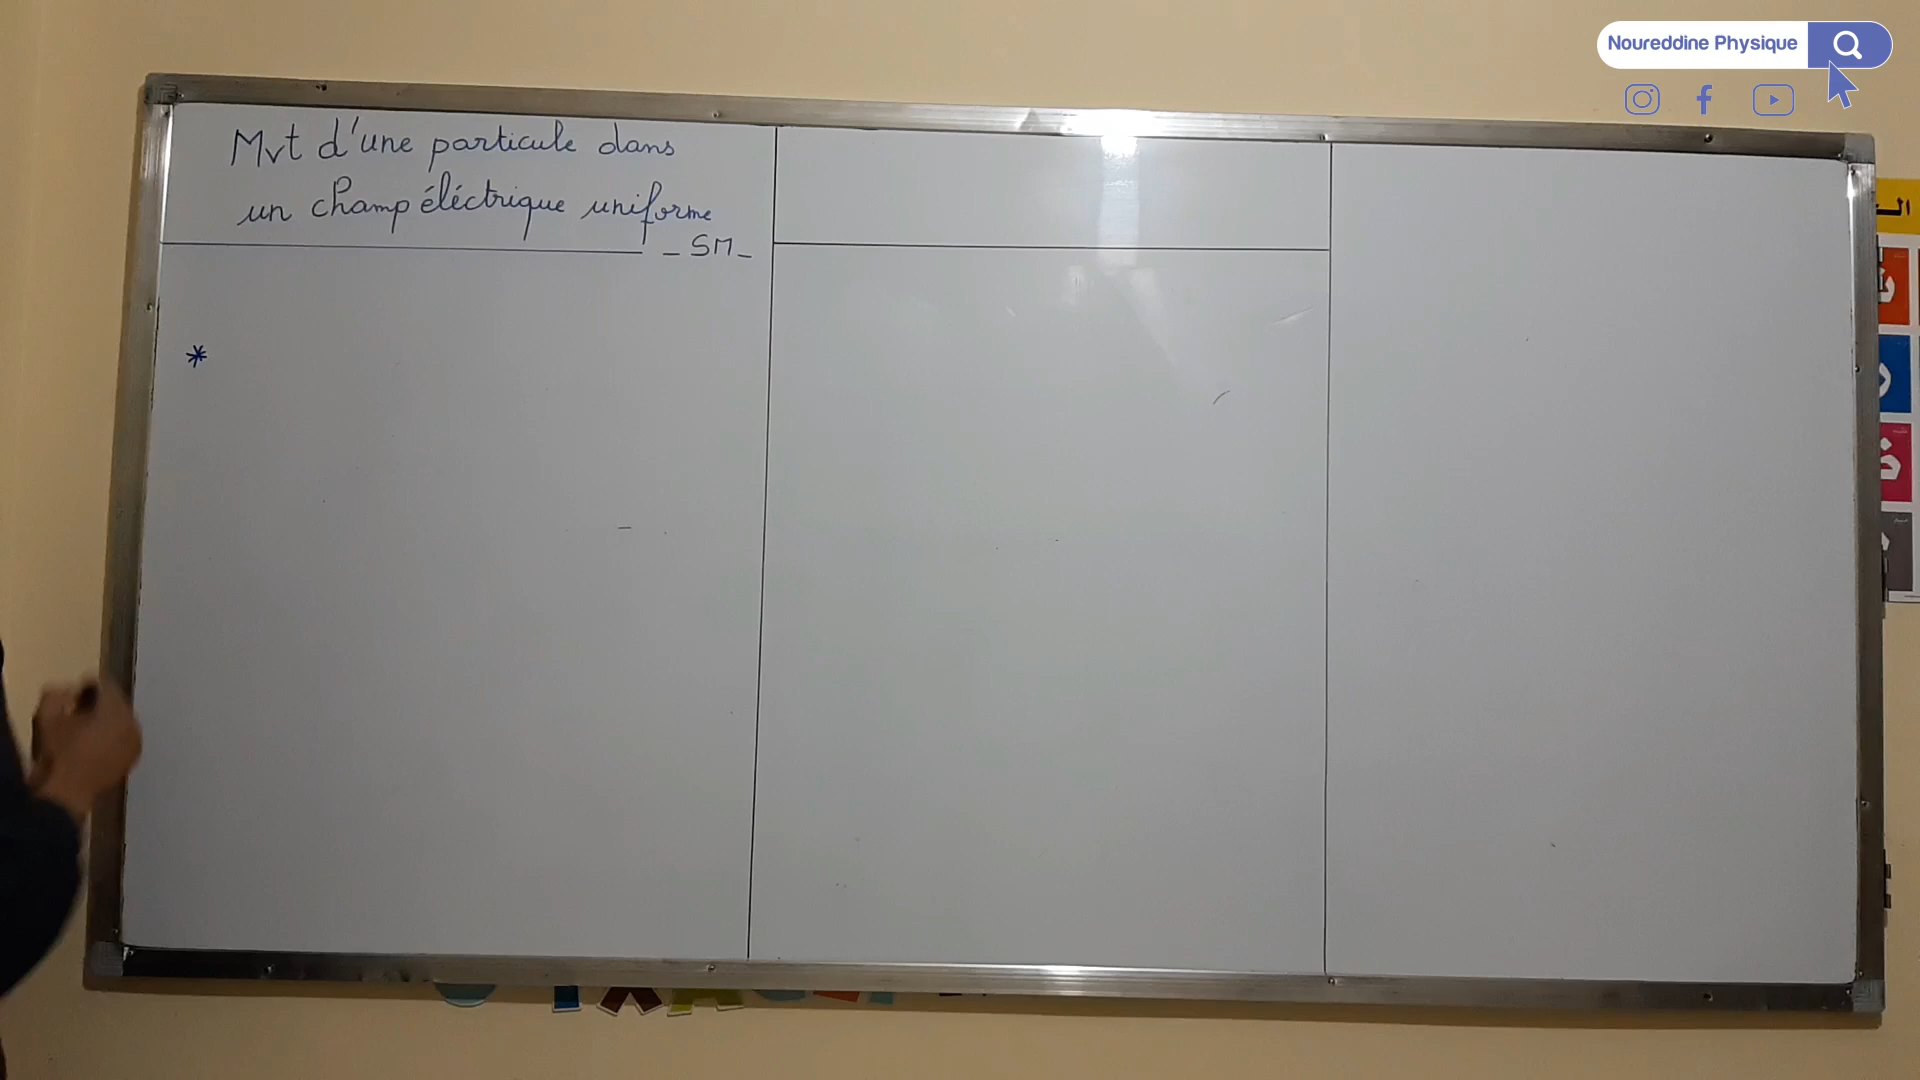 Noureddine Physique
Mvt d'une particule dans
un champ éléctrique uniforme
_ SM _
*